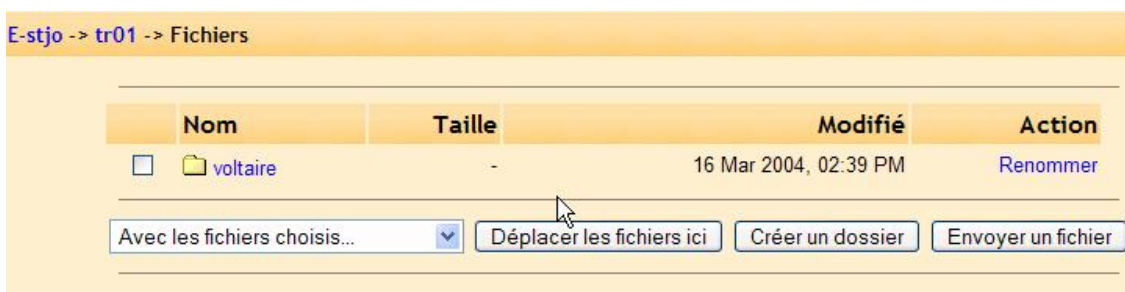 E-stjo -> tr01 -> Fichiers
Nom Taille Modifié Action
voltaire - 16 Mar 2004, 02:39 PM Renommer
Avec les fichiers choisis... Déplacer les fichiers ici Créer un dossier Envoyer un fichier